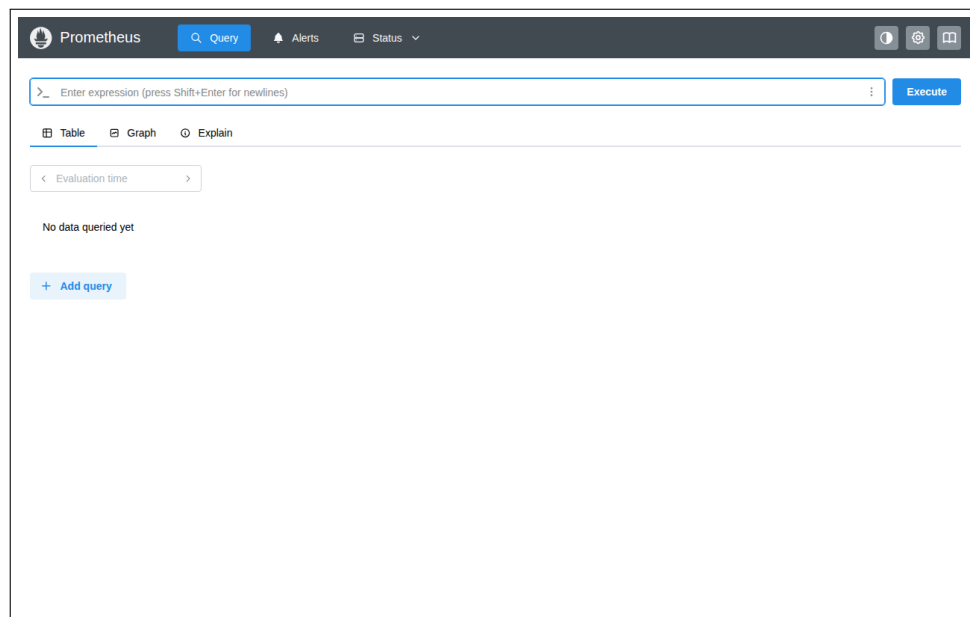 Prometheus Query Alerts Status
Enter expression (press Shift+Enter for newlines) Execute
Table Graph Explain
Evaluation time
No data queried yet
Add query